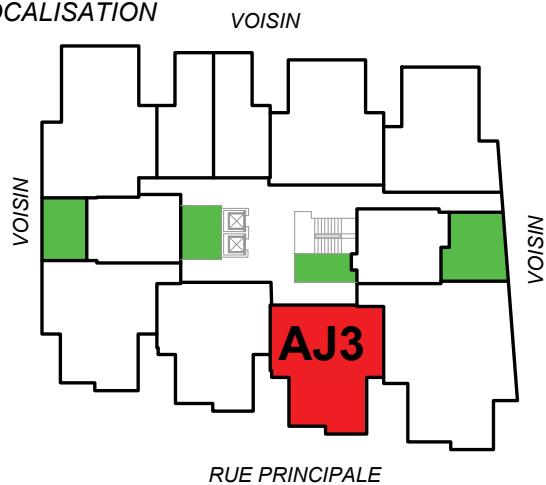 OCALISATION
VOISIN
VOISIN
VOISIN
AJ3
RUE PRINCIPALE